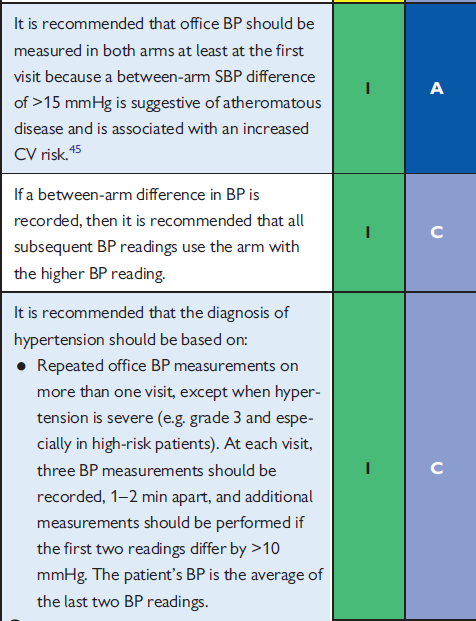 It is recommended that office BP should be
measured in both arms at least at the first
visit because a between-arm SBP difference
of >15 mmHg is suggestive of atheromatous
disease and is associated with an increased
CV risk.45
I
A
If a between-arm difference in BP is
recorded, then it is recommended that all
subsequent BP readings use the arm with
the higher BP reading.
I
C
It is recommended that the diagnosis of
hypertension should be based on:
● Repeated office BP measurements on
more than one visit, except when hyper-
tension is severe (e.g. grade 3 and espe-
cially in high-risk patients). At each visit,
three BP measurements should be
recorded, 1–2 min apart, and additional
measurements should be performed if
the first two readings differ by >10
mmHg. The patient's BP is the average of
the last two BP readings.
I
C